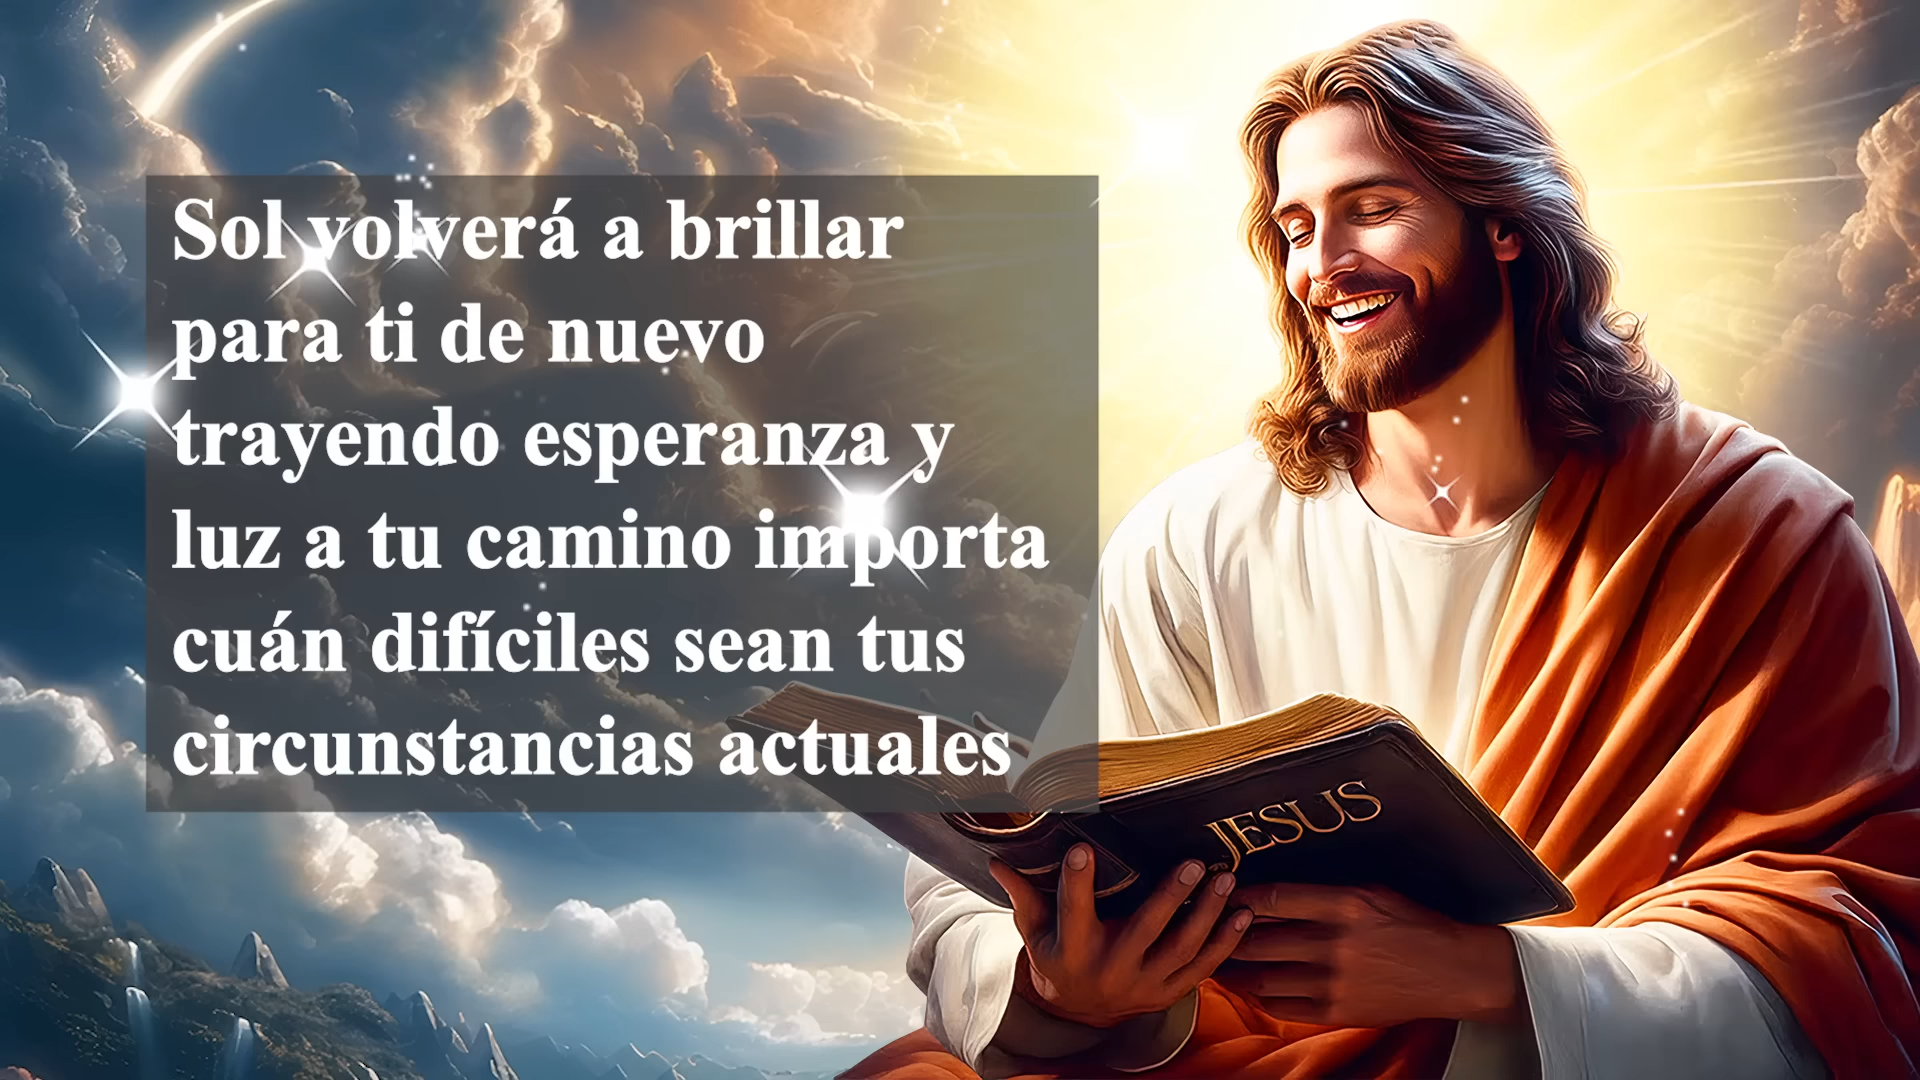 Sol volverá a brillar
para ti de nuevo
trayendo esperanza y
luz a tu camino importa
cuán difíciles sean tus
circunstancias actuales
JESUS